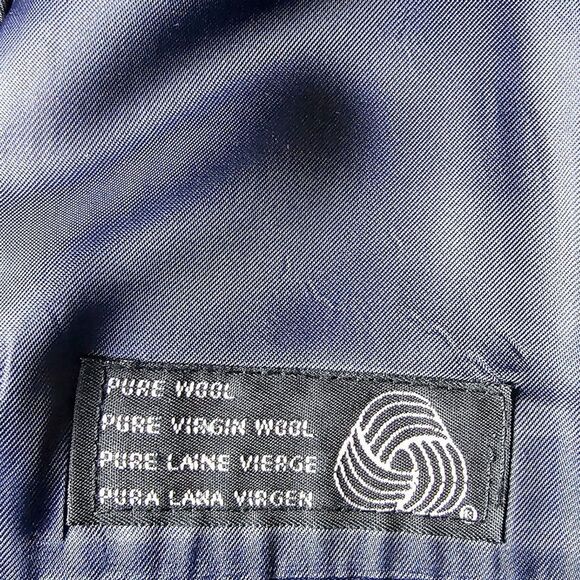 PURE WOOL
PURE VIRGIN WOOL
PURE LAINE VIERGE
PURA LANA VIRGEN
®